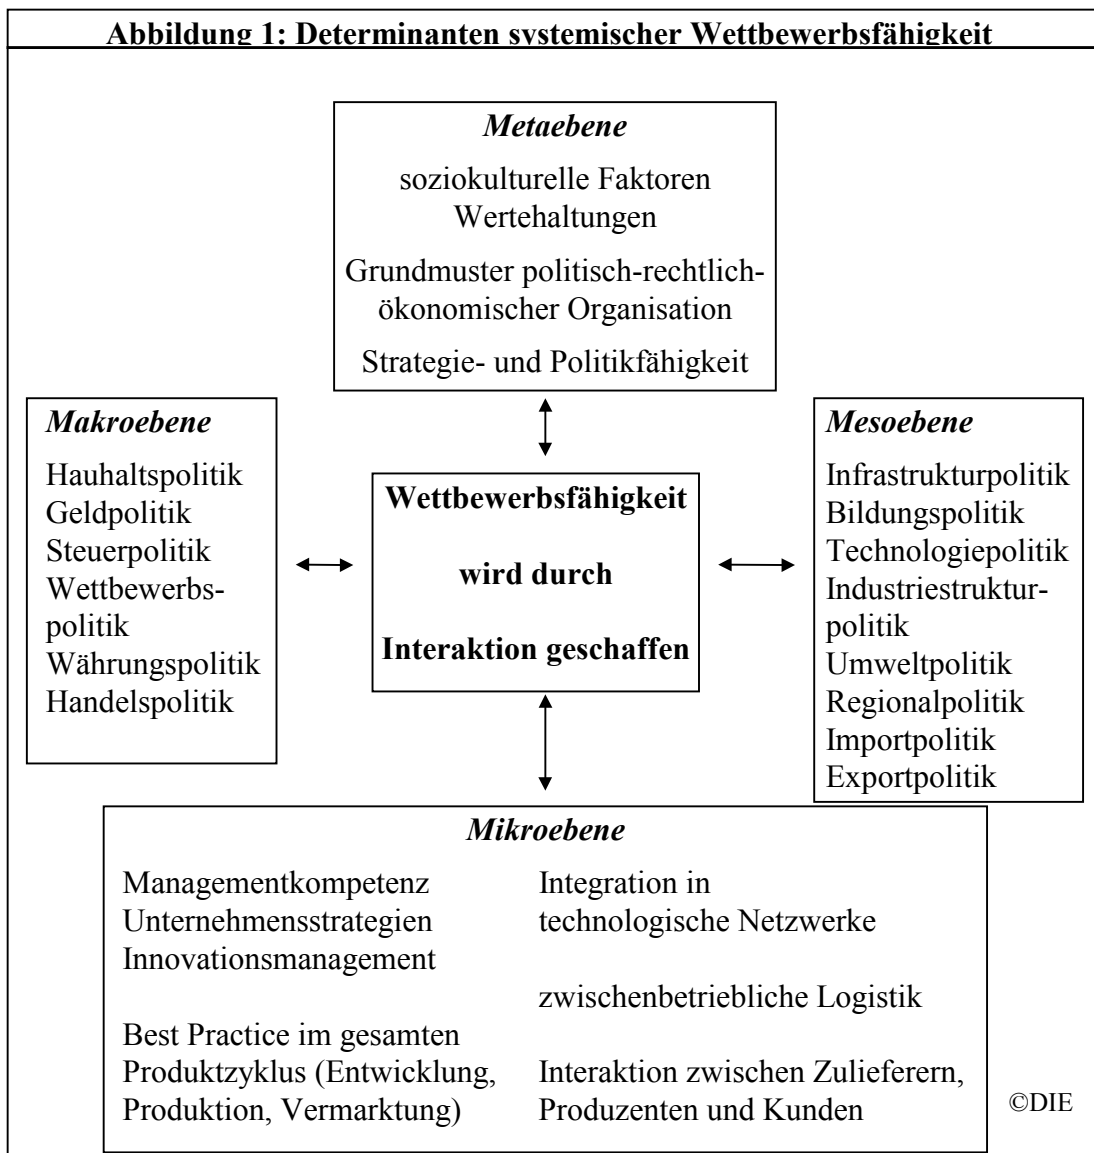 Abbildung 1: Determinanten systemischer Wettbewerbsfähigkeit
Metaebene
soziokulturelle Faktoren
Wertehaltungen
Grundmuster politisch-rechtlich-
ökonomischer Organisation
Strategie- und Politikfähigkeit
Makroebene
Hauhaltspolitik
Geldpolitik
Steuerpolitik
Wettbewerbs-
politik
Währungspolitik
Handelspolitik
Wettbewerbsfähigkeit
wird durch
Interaktion geschaffen
Mesoebene
Infrastrukturpolitik
Bildungspolitik
Technologiepolitik
Industriestruktur-
politik
Umweltpolitik
Regionalpolitik
Importpolitik
Exportpolitik
Mikroebene
Managementkompetenz
Unternehmensstrategien
Innovationsmanagement
Best Practice im gesamten
Produktzyklus (Entwicklung,
Produktion, Vermarktung)
Integration in
technologische Netzwerke
zwischenbetriebliche Logistik
Interaktion zwischen Zulieferern,
Produzenten und Kunden
©DIE